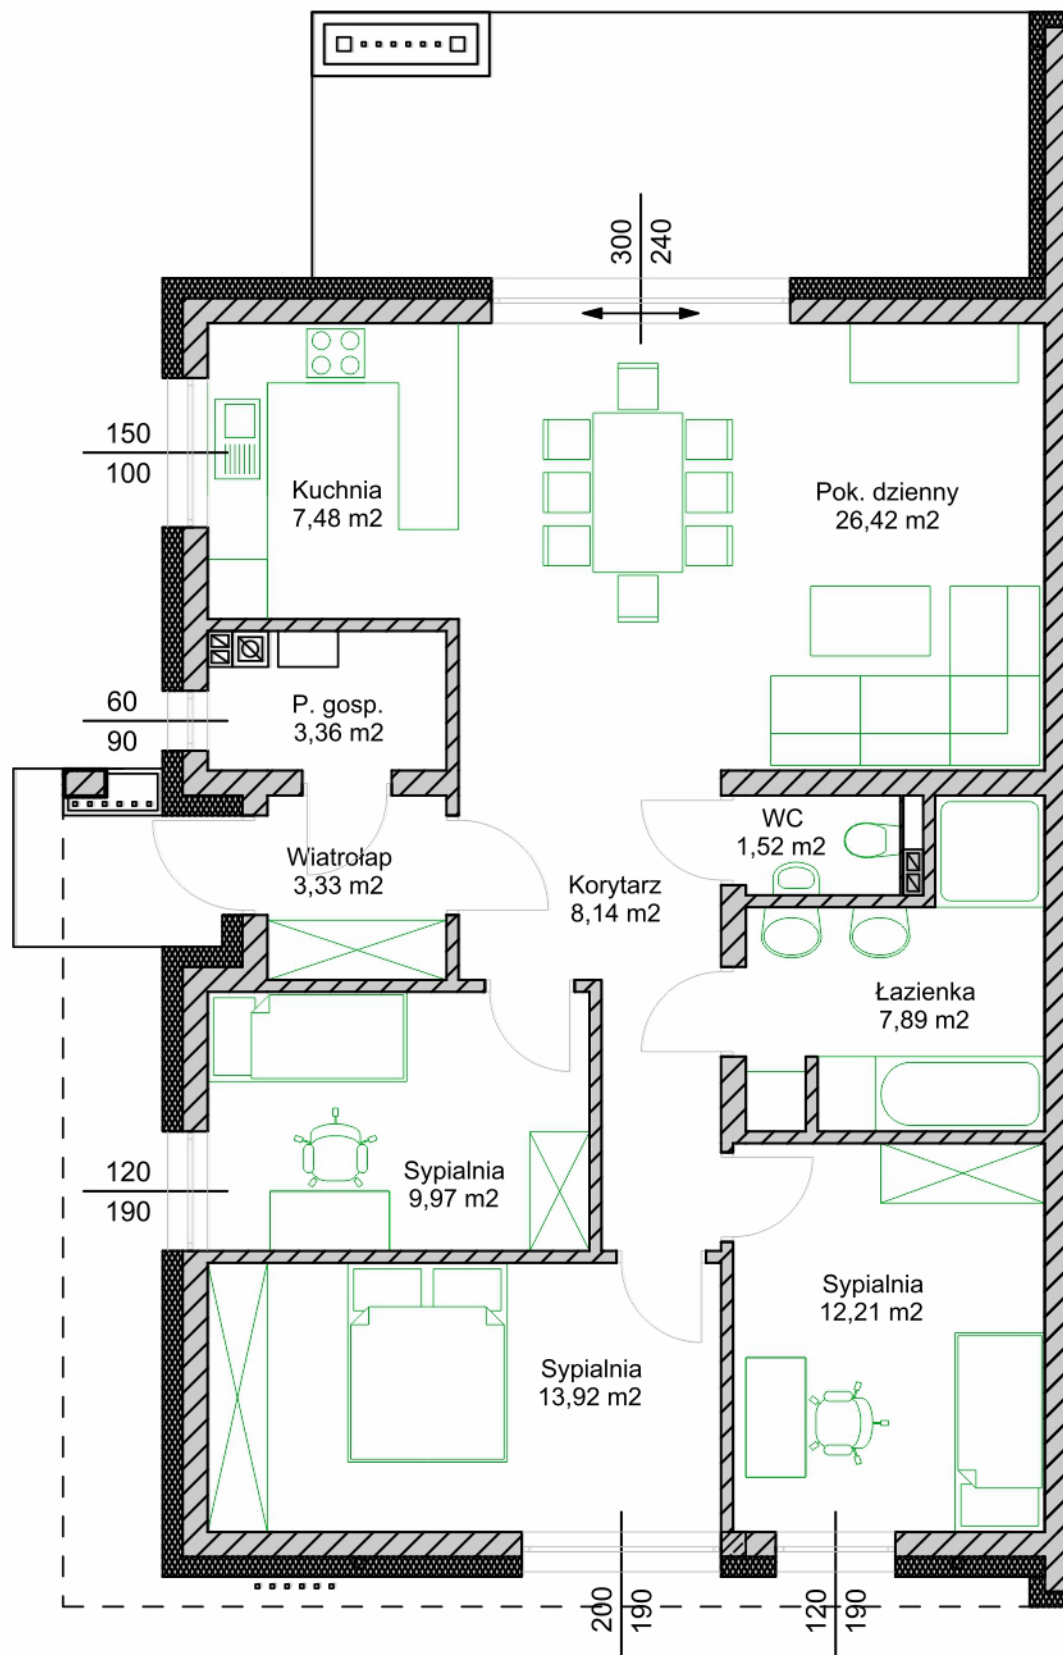 300
240
150
100
Kuchnia
7,48 m2
Pok. dzienny
26,42 m2
60
90
P. gosp.
3,36 m2
Wiatrołap
3,33 m2
WC
1,52 m2
Korytarz
8,14 m2
Łazienka
7,89 m2
120
190
Sypialnia
9,97 m2
Sypialnia
12,21 m2
Sypialnia
13,92 m2
200
190
120
190